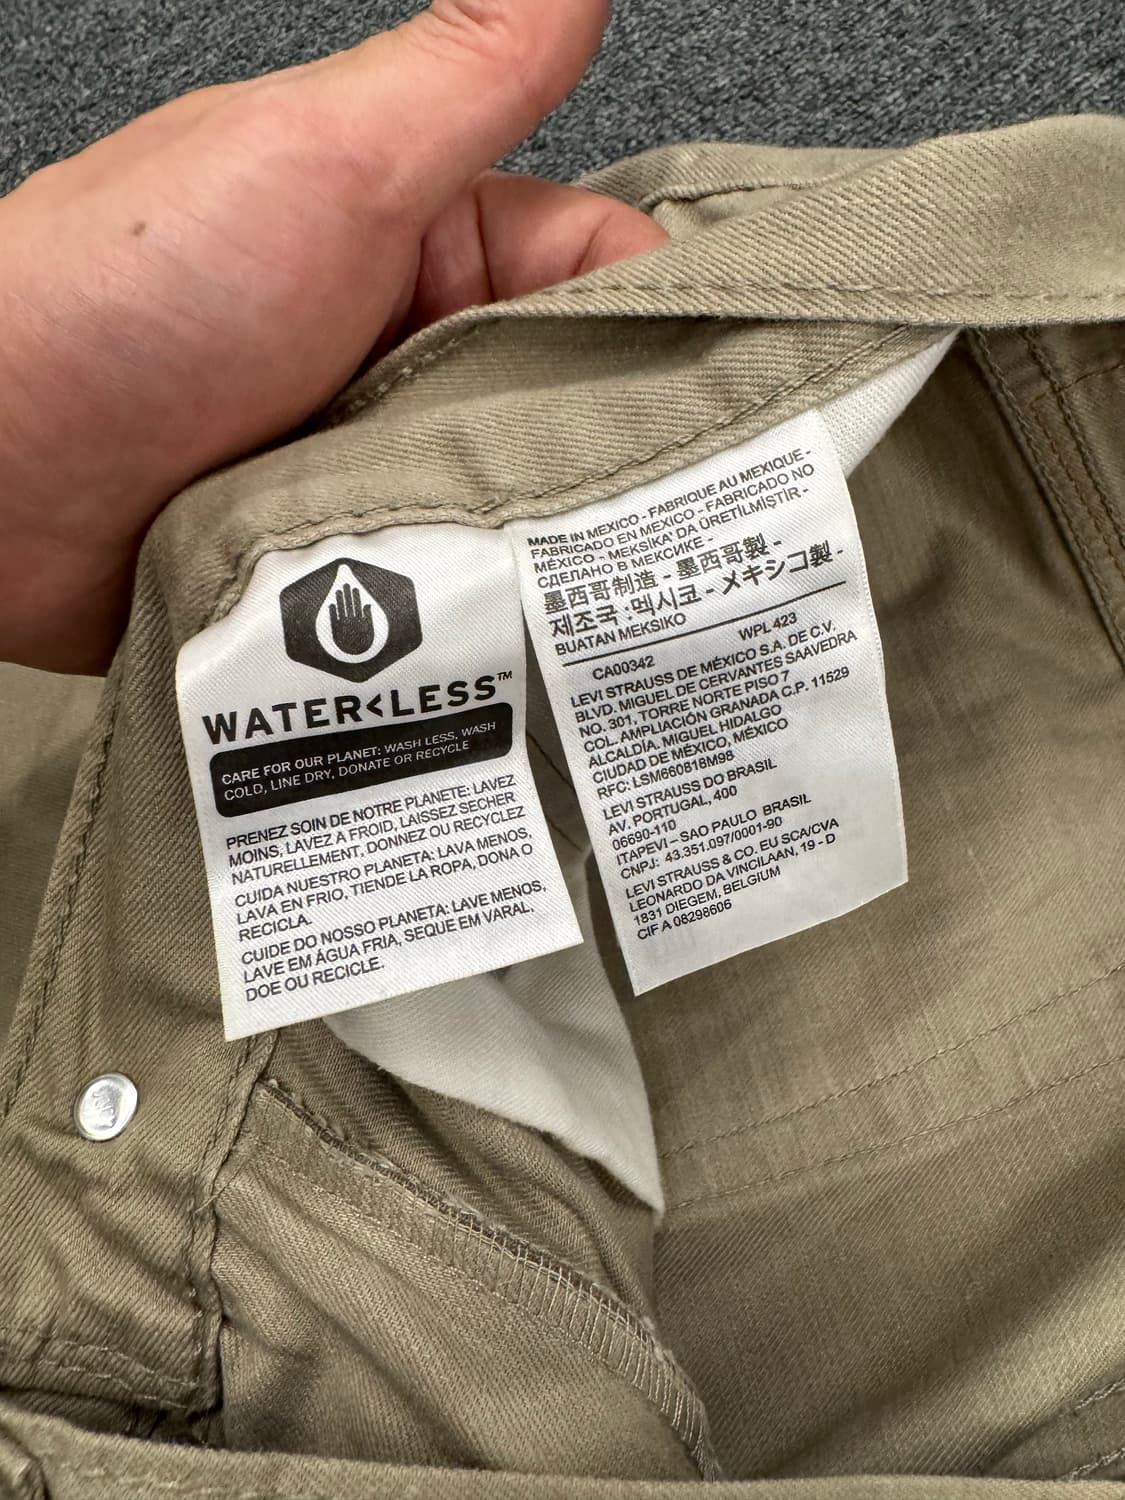 WATER<LESS™
CARE FOR OUR PLANET: WASH LESS, WASH
COLD, LINE DRY, DONATE OR RECYCLE
PRENEZ SOIN DE NOTRE PLANETE: LAVEZ
MOINS, LAVEZ A FROID, LAISSEZ SECHER
NATURELLEMENT, DONNEZ OU RECYCLEZ
CUIDA NUESTRO PLANETA: LAVA MENOS,
LAVA EN FRIO, TIENDE LA ROPA, DONA O
RECICLA.
CUIDE DO NOSSO PLANETA: LAVE MENOS,
LAVE EM ÁGUA FRIA, SEQUE EM VARAL,
DOE OU RECICLE.
MADE IN MEXICO - FABRIQUE AU MEXIQUE -
FABRICADO EN MEXICO - FABRICADO NO
MÉXICO - MEKSİKA' DA ÜRETİLMİŞTİR -
СДЕЛАНО В МЕКСИКЕ -
墨西哥制造 - 墨西哥製 -
제조국 :멕시코 - メキシコ製 -
BUATAN MEKSIKO
CA00342 WPL 423
LEVI STRAUSS DE MÉXICO S.A. DE C.V.
BLVD. MIGUEL DE CERVANTES SAAVEDRA
NO. 301, TORRE NORTE PISO 7
COL. AMPLIACIÓN GRANADA C.P. 11529
ALCALDÍA. MIGUEL HIDALGO
CIUDAD DE MÉXICO, MÉXICO
RFC: LSM660818M98
LEVI STRAUSS DO BRASIL
AV. PORTUGAL, 400
06690-110
ITAPEVI – SAO PAULO BRASIL
CNPJ: 43.351.097/0001-90
LEVI STRAUSS & CO. EU SCA/CVA
LEONARDO DA VINCILAAN, 19 - D
1831 DIEGEM, BELGIUM
CIF A 08298606